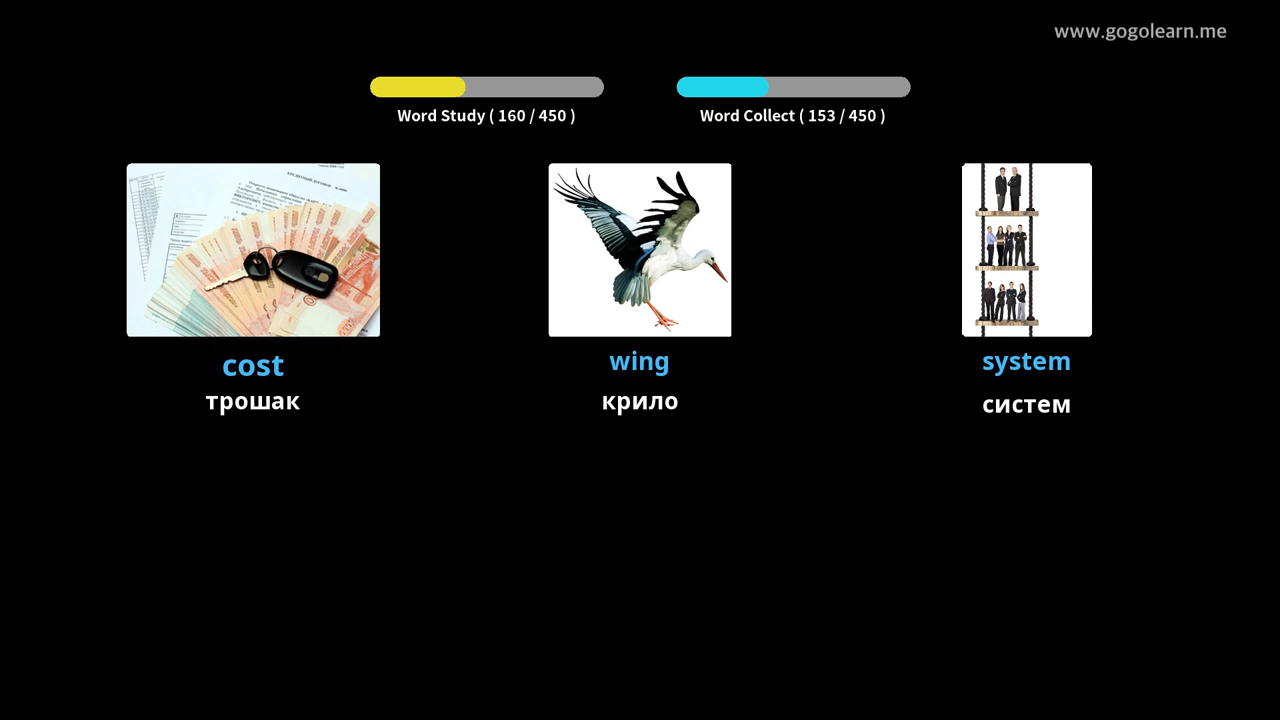 www.gogolearn.me
Word Study ( 160 / 450 )
Word Collect ( 153 / 450 )
cost
wing
system
трошак
крило
систем